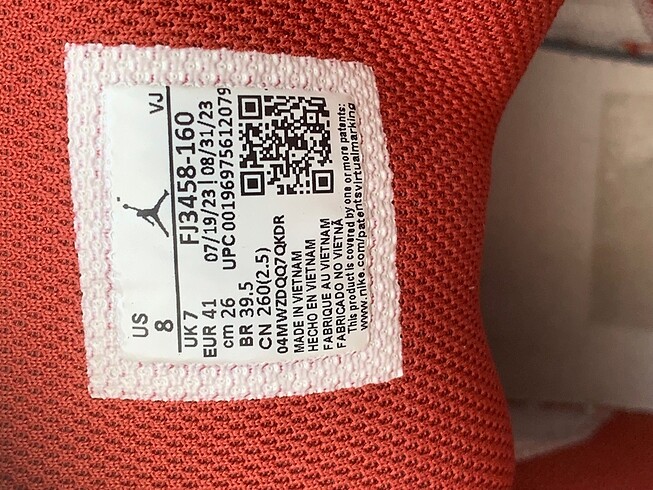 US
8
VJ
UK 7
FJ3458-160
EUR 41
07/19/23 | 08/31/23
cm 26
UPC 00196975612079
BR 39.5
CN 260(2.5)
04MWZDQQ7QKDR
MADE IN VIETNAM
HECHO EN VIETNAM
FABRIQUE AU VIETNAM
FABRICADO NO VIETNÃ
This product is covered by one or more patents:
www.nike.com/patentsvirtualmarking